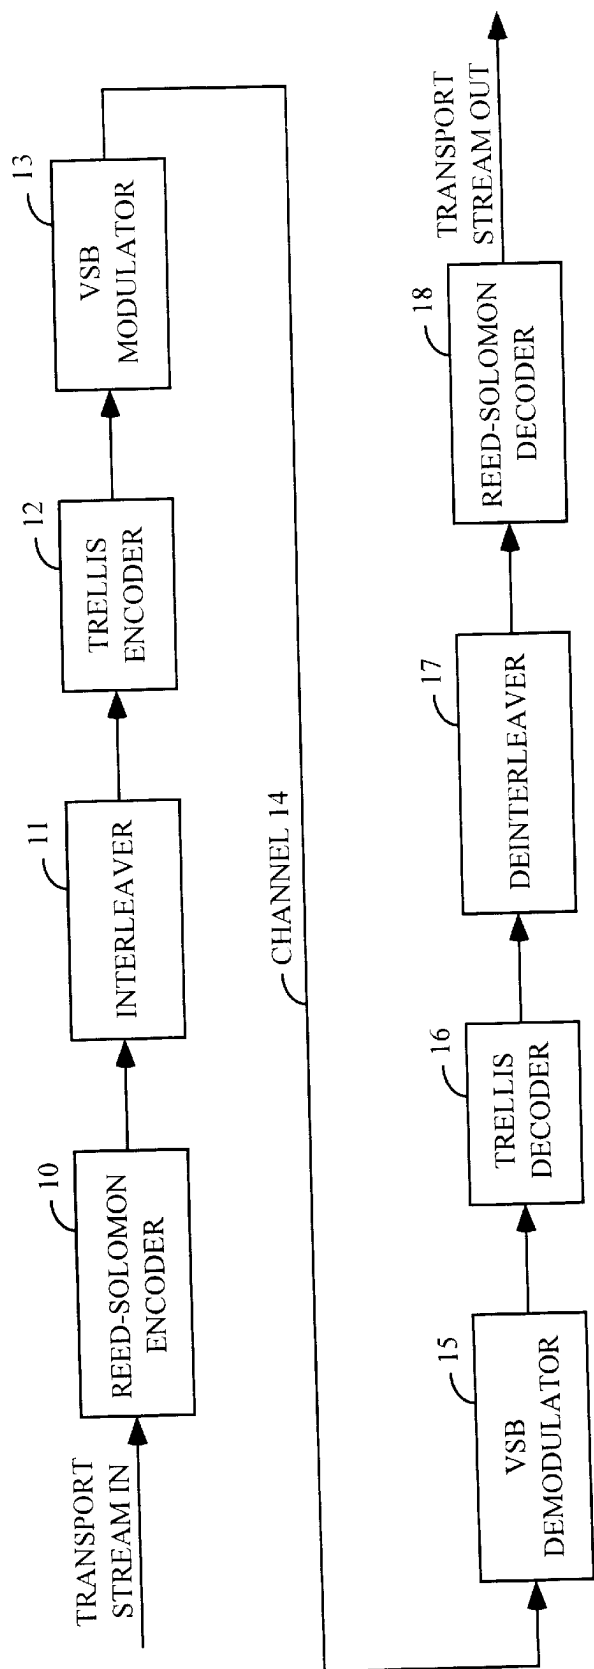 TRANSPORT
STREAM IN
10
REED-SOLOMON
ENCODER
11
INTERLEAVER
12
TRELLIS
ENCODER
13
VSB
MODULATOR
CHANNEL 14
15
VSB
DEMODULATOR
16
TRELLIS
DECODER
17
DEINTERLEAVER
18
REED-SOLOMON
DECODER
TRANSPORT
STREAM OUT